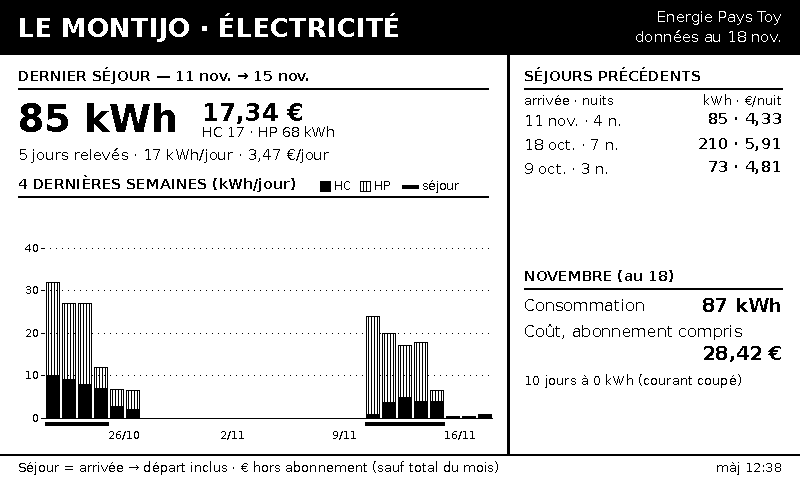 LE MONTIJO · ÉLECTRICITÉ
Energie Pays Toy
données au 18 nov.
DERNIER SÉJOUR — 11 nov. → 15 nov.
85 kWh
17,34 €
HC 17 · HP 68 kWh
5 jours relevés · 17 kWh/jour · 3,47 €/jour
4 DERNIÈRES SEMAINES (kWh/jour)
HC HP séjour
40
30
20
10
0
26/10 2/11 9/11 16/11
SÉJOURS PRÉCÉDENTS
arrivée · nuits kWh · €/nuit
11 nov. · 4 n. 85 · 4,33
18 oct. · 7 n. 210 · 5,91
9 oct. · 3 n. 73 · 4,81
NOVEMBRE (au 18)
Consommation 87 kWh
Coût, abonnement compris
28,42 €
10 jours à 0 kWh (courant coupé)
Séjour = arrivée → départ inclus · € hors abonnement (sauf total du mois)
màj 12:38